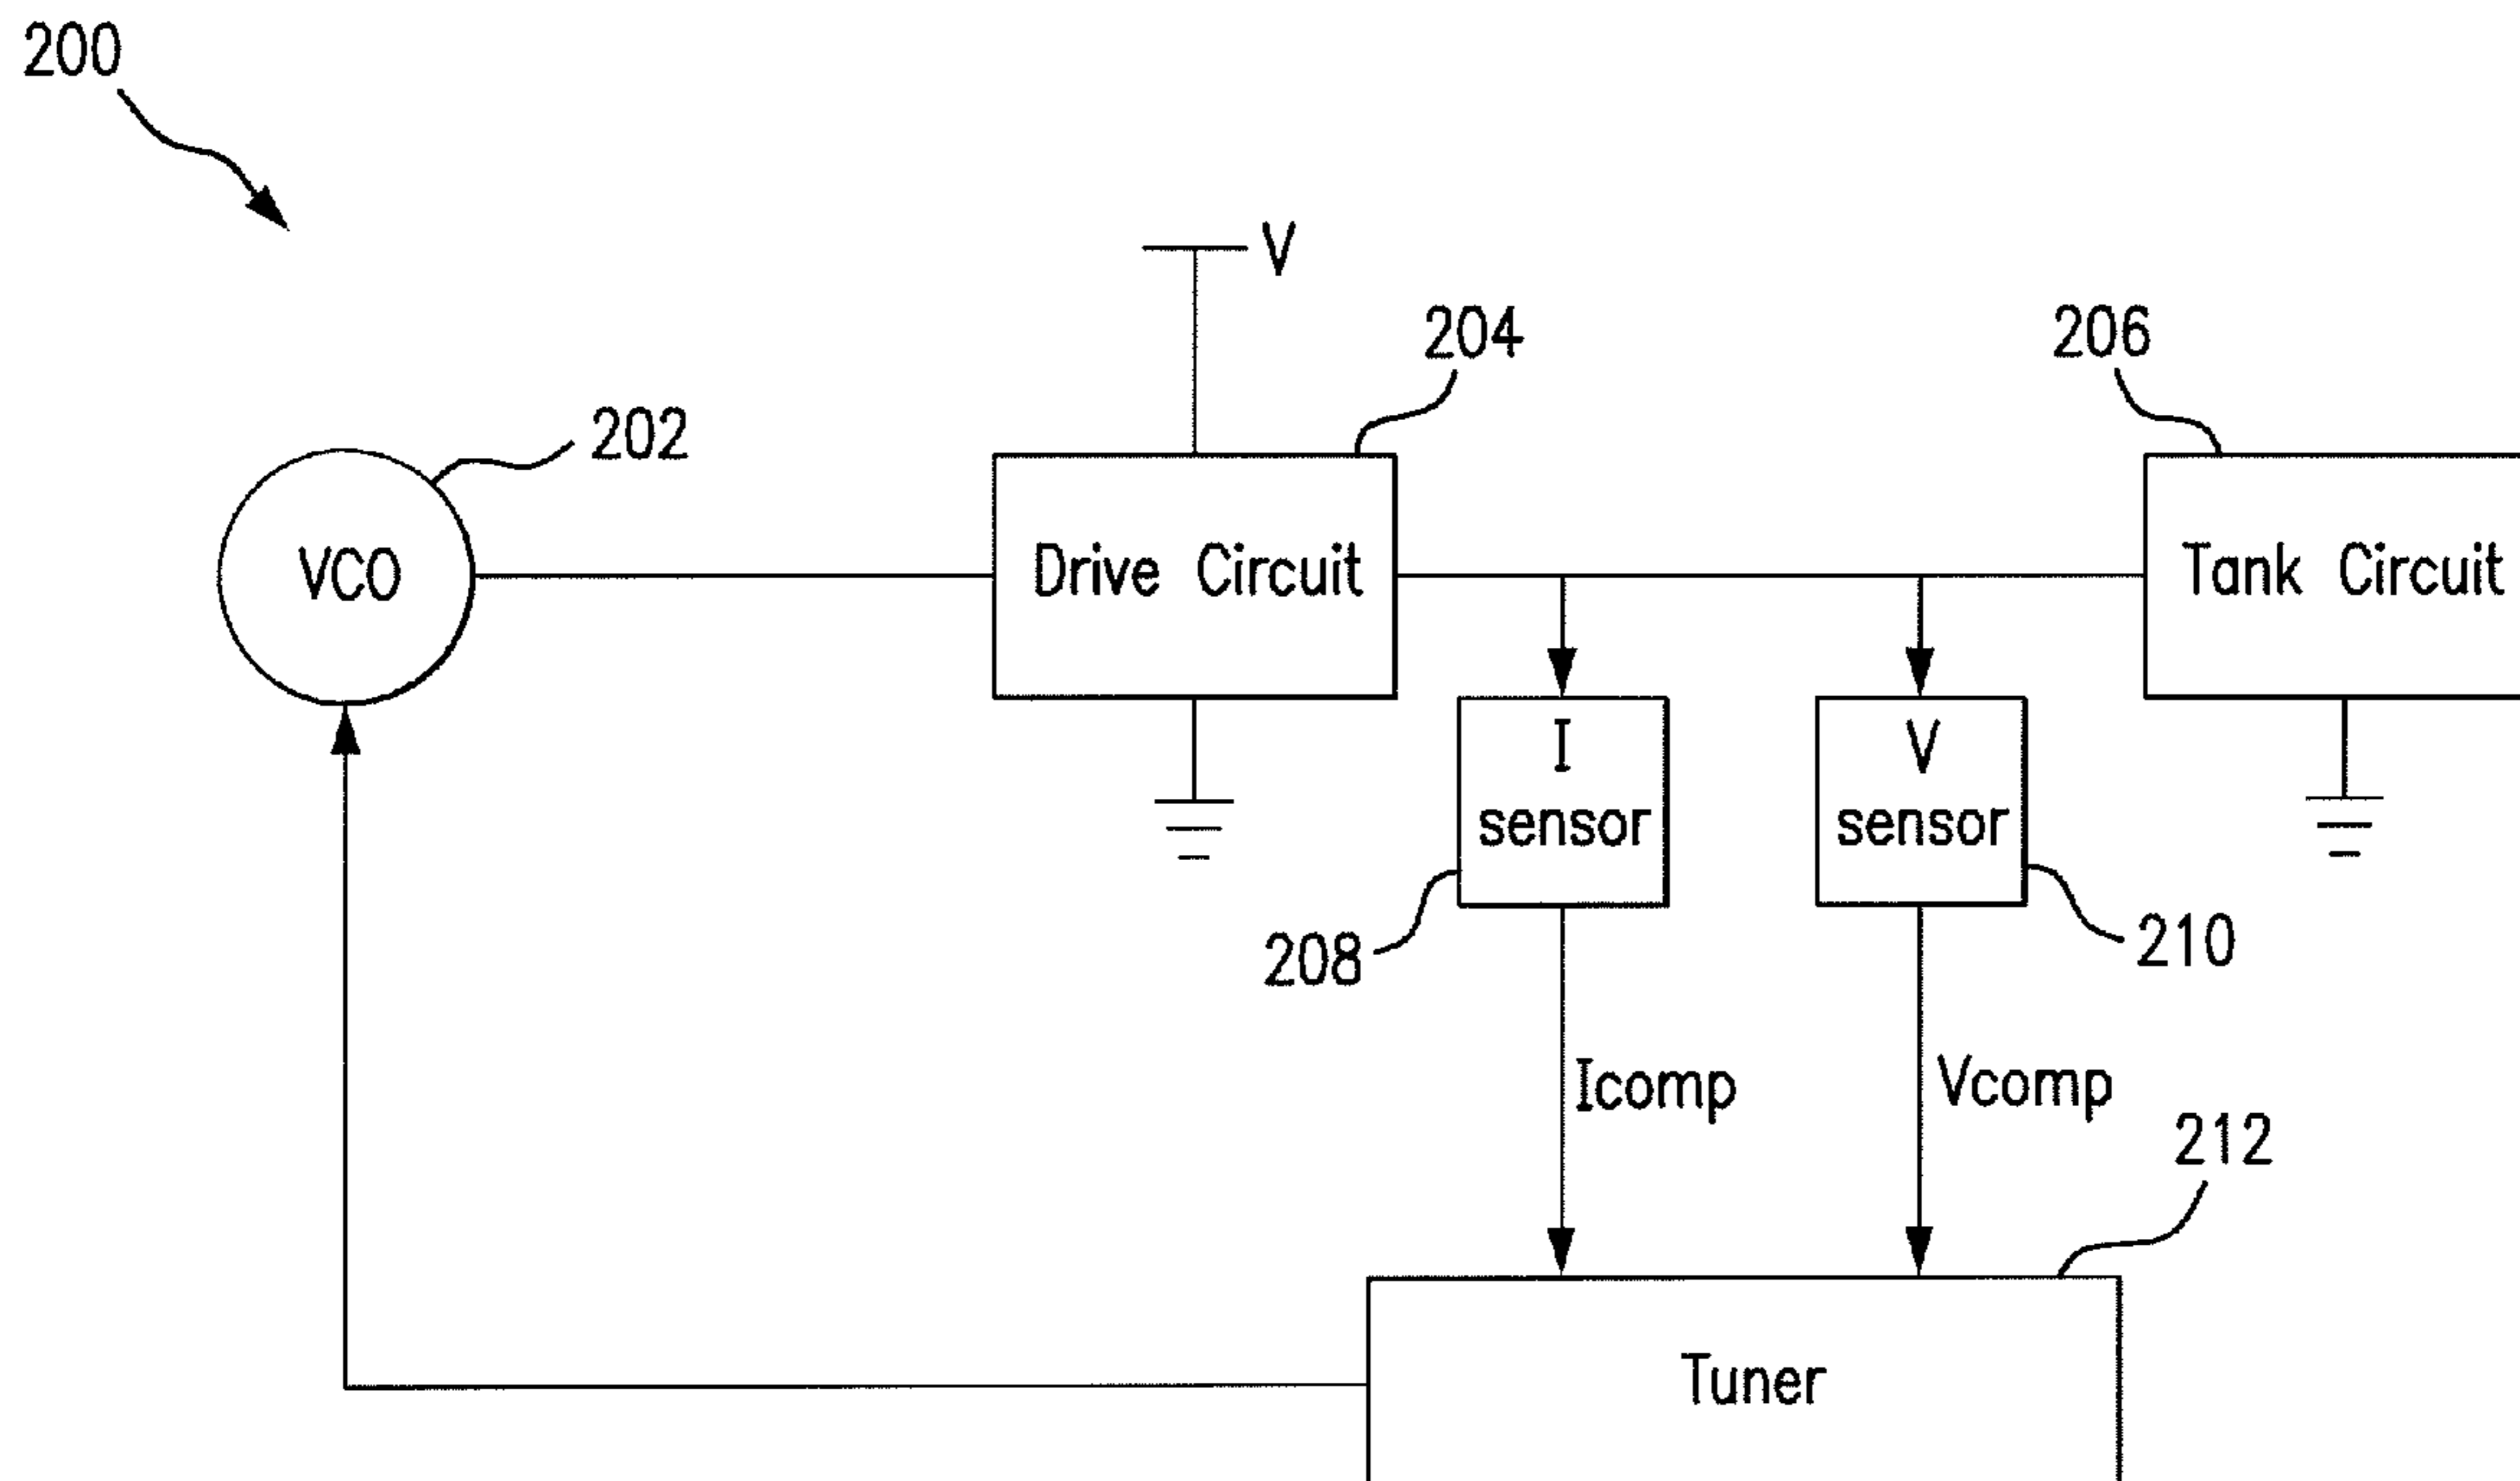 200
V
204
206
202
VCO
Drive Circuit
Tank Circuit
I
sensor
V
sensor
208
210
Icomp
Vcomp
212
Tuner